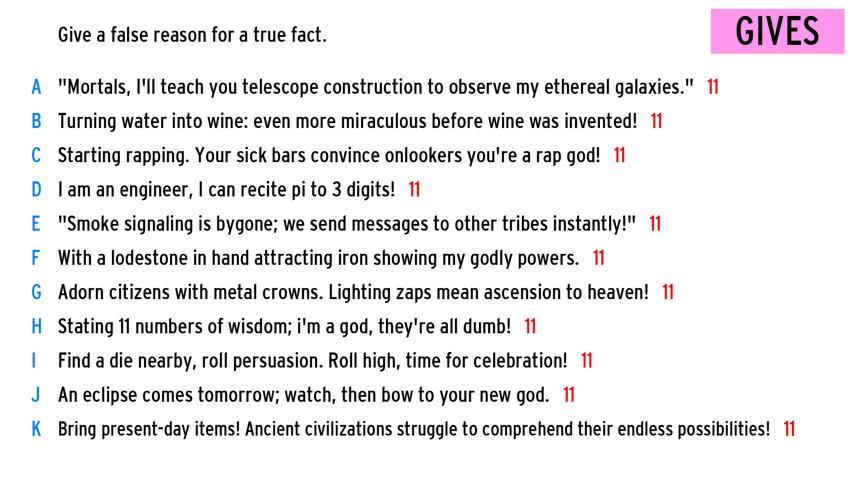 Give a false reason for a true fact.
GIVES
A "Mortals, I'll teach you telescope construction to observe my ethereal galaxies." 11
B Turning water into wine: even more miraculous before wine was invented! 11
C Starting rapping. Your sick bars convince onlookers you're a rap god! 11
D I am an engineer, I can recite pi to 3 digits! 11
E "Smoke signaling is bygone; we send messages to other tribes instantly!" 11
F With a lodestone in hand attracting iron showing my godly powers. 11
G Adorn citizens with metal crowns. Lighting zaps mean ascension to heaven! 11
H Stating 11 numbers of wisdom; i'm a god, they're all dumb! 11
I Find a die nearby, roll persuasion. Roll high, time for celebration! 11
J An eclipse comes tomorrow; watch, then bow to your new god. 11
K Bring present-day items! Ancient civilizations struggle to comprehend their endless possibilities! 11